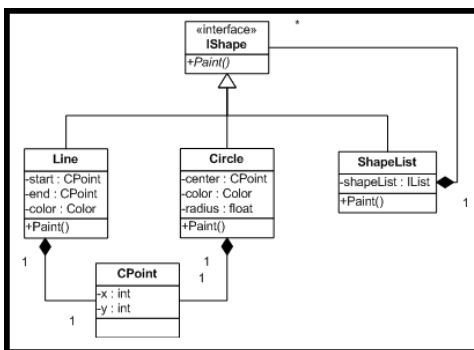 *
«interface»
IShape
+Paint()
Line
-start : CPoint
-end : CPoint
-color : Color
+Paint()
Circle
-center : CPoint
-color : Color
-radius : float
+Paint()
ShapeList
-shapeList : IList
+Paint()
1
1
1
1
1
CPoint
-x : int
-y : int